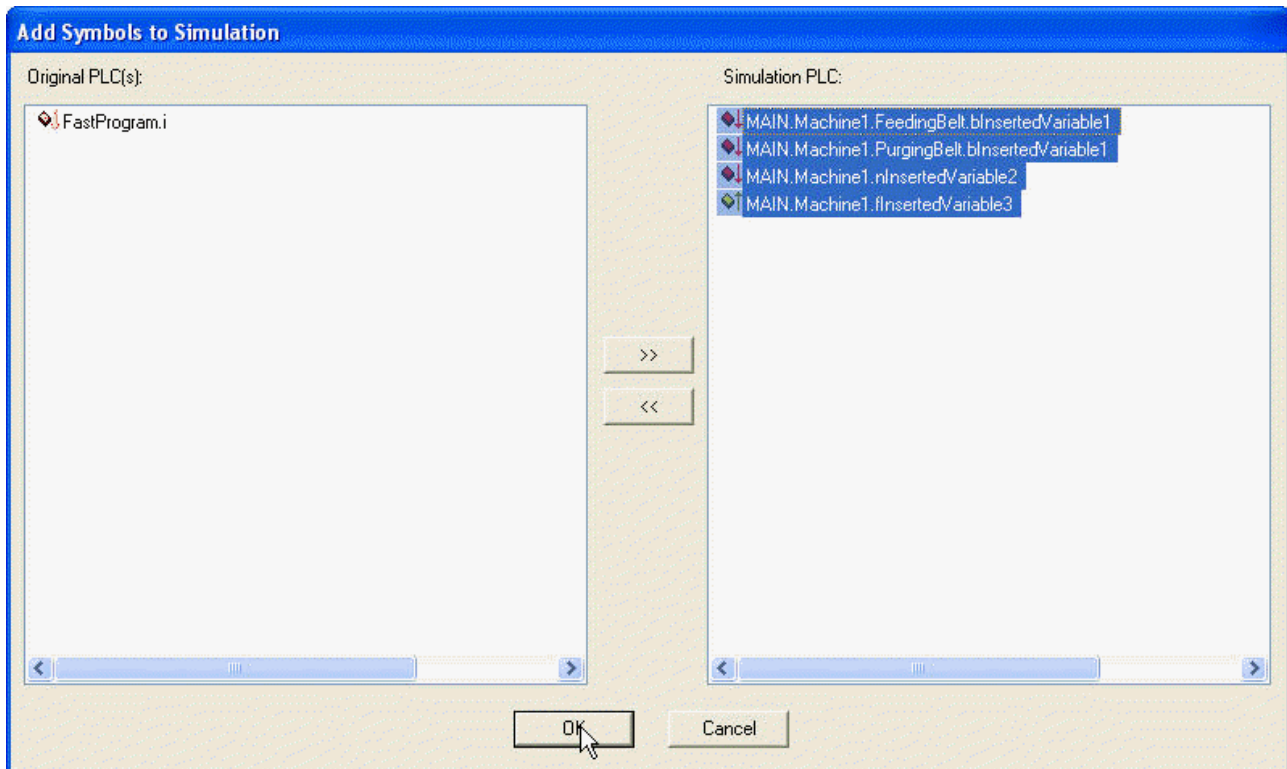 Add Symbols to Simulation
Original PLC(s):
Simulation PLC:
FastProgram.i
MAIN.Machine1.FeedingBelt.bInsertedVariable1
MAIN.Machine1.PurgingBelt.bInsertedVariable1
MAIN.Machine1.nInsertedVariable2
MAIN.Machine1.fInsertedVariable3
>>
<<
OK
Cancel